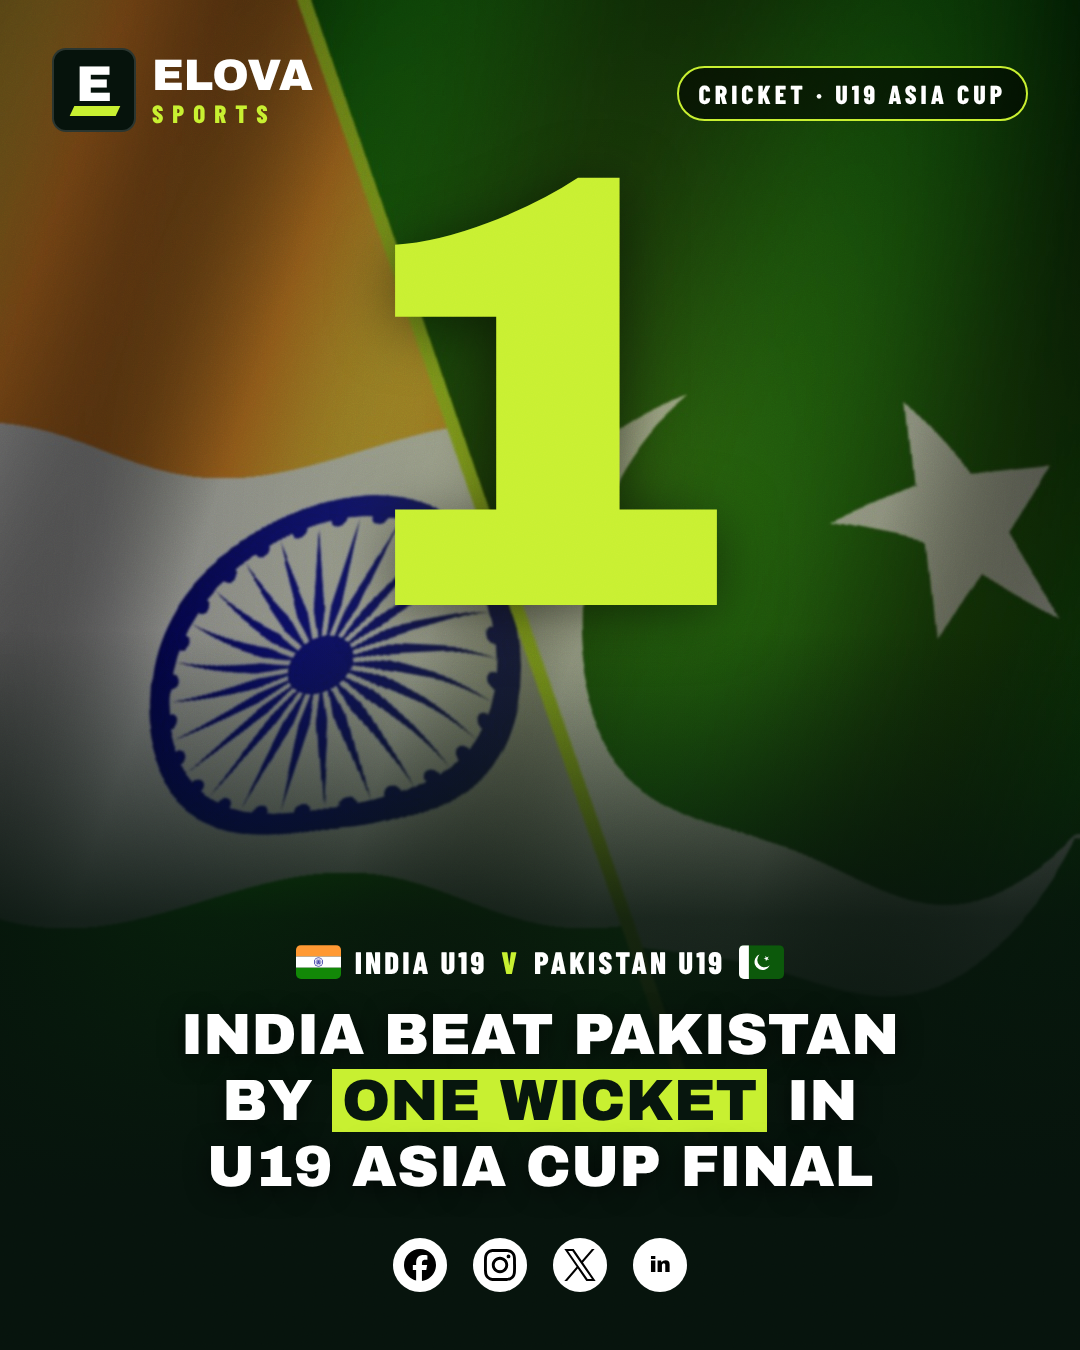 E
ELOVA
SPORTS
CRICKET · U19 ASIA CUP
1
INDIA U19 V PAKISTAN U19
INDIA BEAT PAKISTAN
BY ONE WICKET IN
U19 ASIA CUP FINAL
in